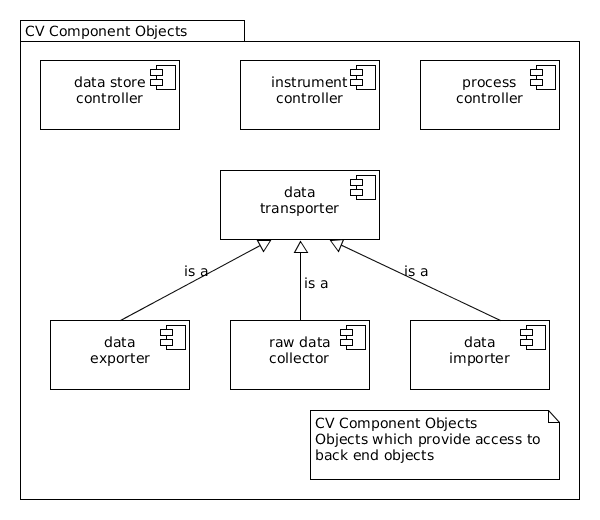 CV Component Objects
data store
controller
instrument
controller
process
controller
data
transporter
is a
is a
is a
data
exporter
raw data
collector
data
importer
CV Component Objects
Objects which provide access to
back end objects